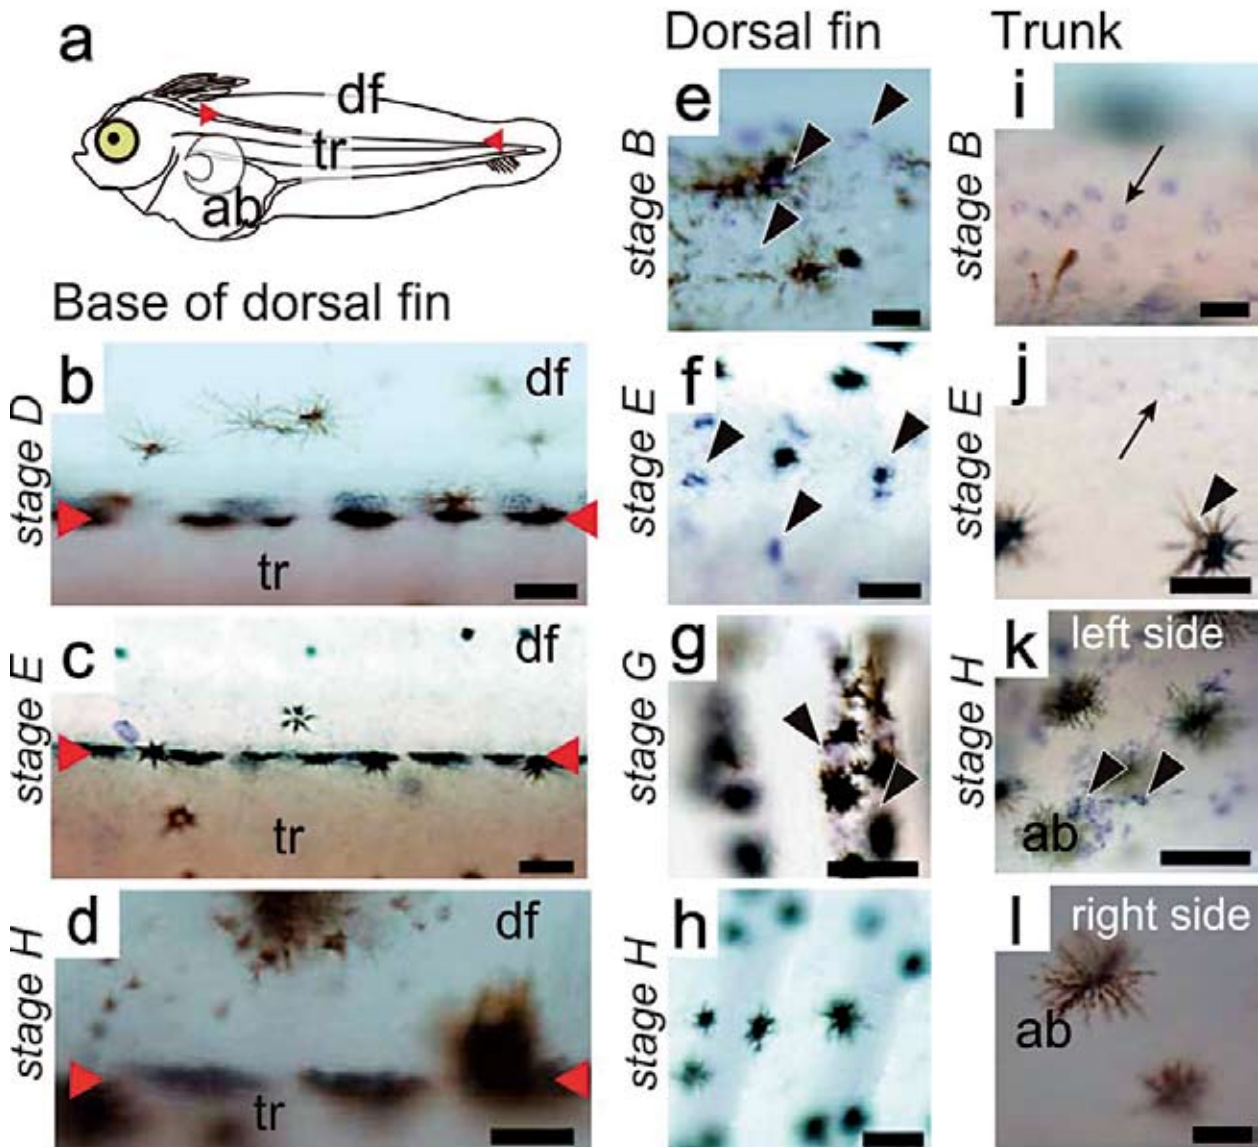 a
df
tr
ab
Base of dorsal fin
stage D
b
df
tr
stage E
c
df
tr
stage H
d
df
tr
Dorsal fin
stage B
e
stage E
f
stage G
g
stage H
h
Trunk
stage B
i
stage E
j
stage H
k
left side
ab
l
right side
ab